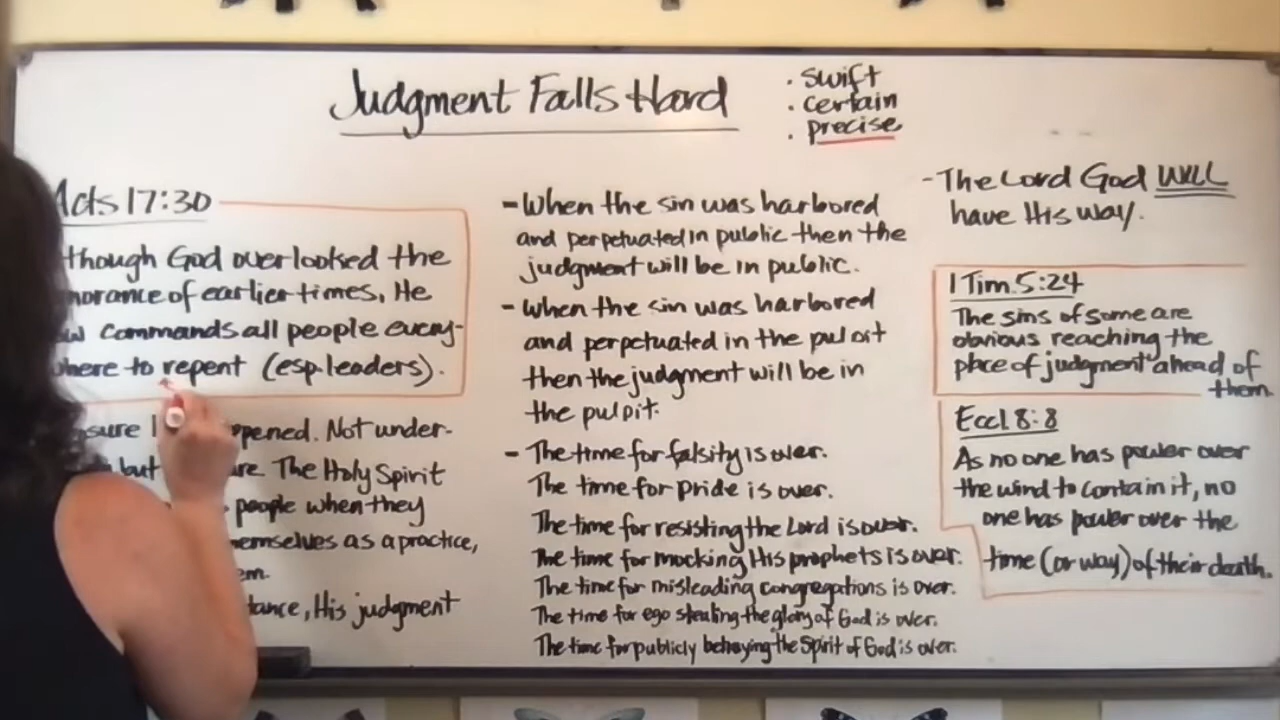 Judgment Falls Hard
· swift
· certain
· precise
Acts 17:30
though God overlooked the
norance of earlier times, He
w commands all people every-
where to repent (esp. leaders).
sure I ppened. Not under-
but re. The Holy Spirit
people when they
emselves as a practice,
em.
tance, His judgment
- When the sin was harbored
and perpetuated in public then the
judgment will be in public.
- When the sin was harbored
and perpetuated in the pulpit
then the judgment will be in
the pulpit.
- The time for falsity is over.
The time for pride is over.
The time for resisting the Lord is over.
The time for mocking His prophets is over.
The time for misleading congregations is over.
The time for ego stealing the glory of God is over.
The time for publicly betraying the Spirit of God is over.
- The Lord God WILL
have His way.
1 Tim. 5:24
The sins of some are
obvious reaching the
place of judgment ahead of
them.
Eccl 8:8
As no one has power over
the wind to contain it, no
one has power over the
time (or way) of their death.